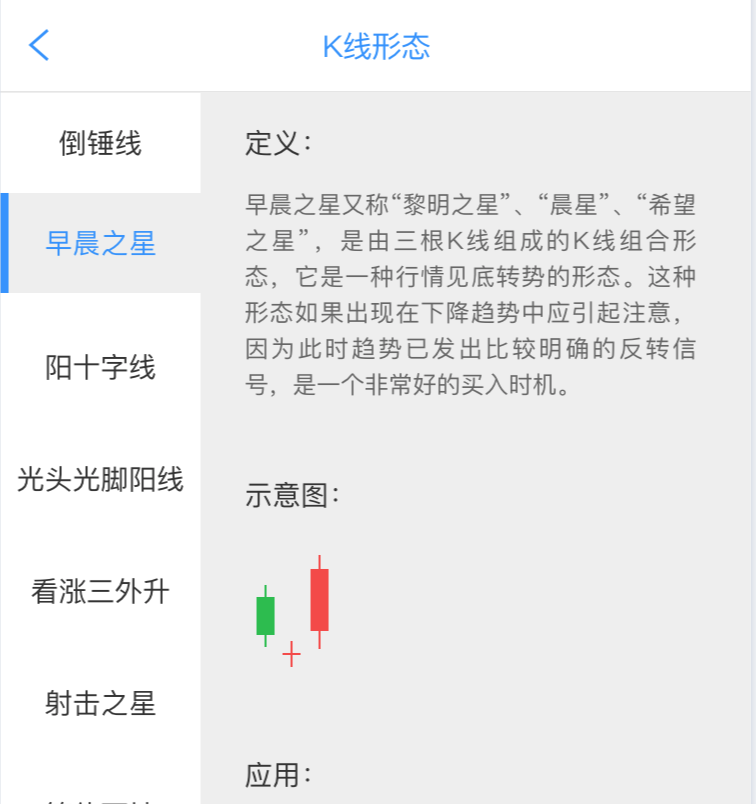 K线形态
倒锤线
早晨之星
阳十字线
光头光脚阳线
看涨三外升
射击之星
定义：
早晨之星又称“黎明之星”、“晨星”、“希望
之星”，是由三根K线组成的K线组合形
态，它是一种行情见底转势的形态。这种
形态如果出现在下降趋势中应引起注意，
因为此时趋势已发出比较明确的反转信
号，是一个非常好的买入时机。
示意图：
应用：